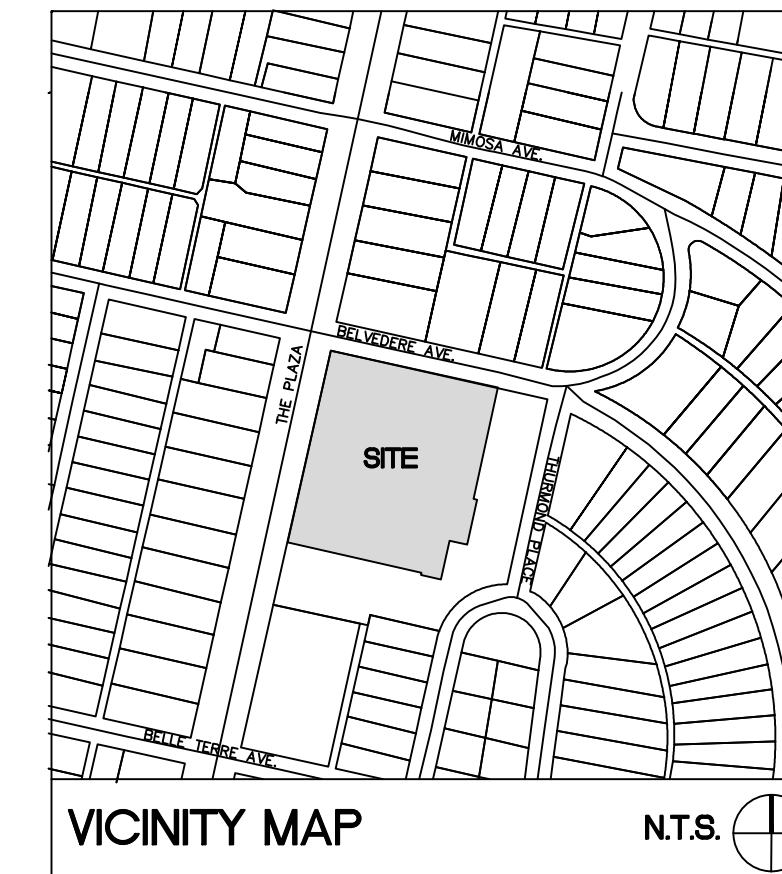 MIMOSA AVE.
BELVEDERE AVE.
THE PLAZA
SITE
THURMOND PLACE
BELLE TERRE AVE.
VICINITY MAP
N.T.S.